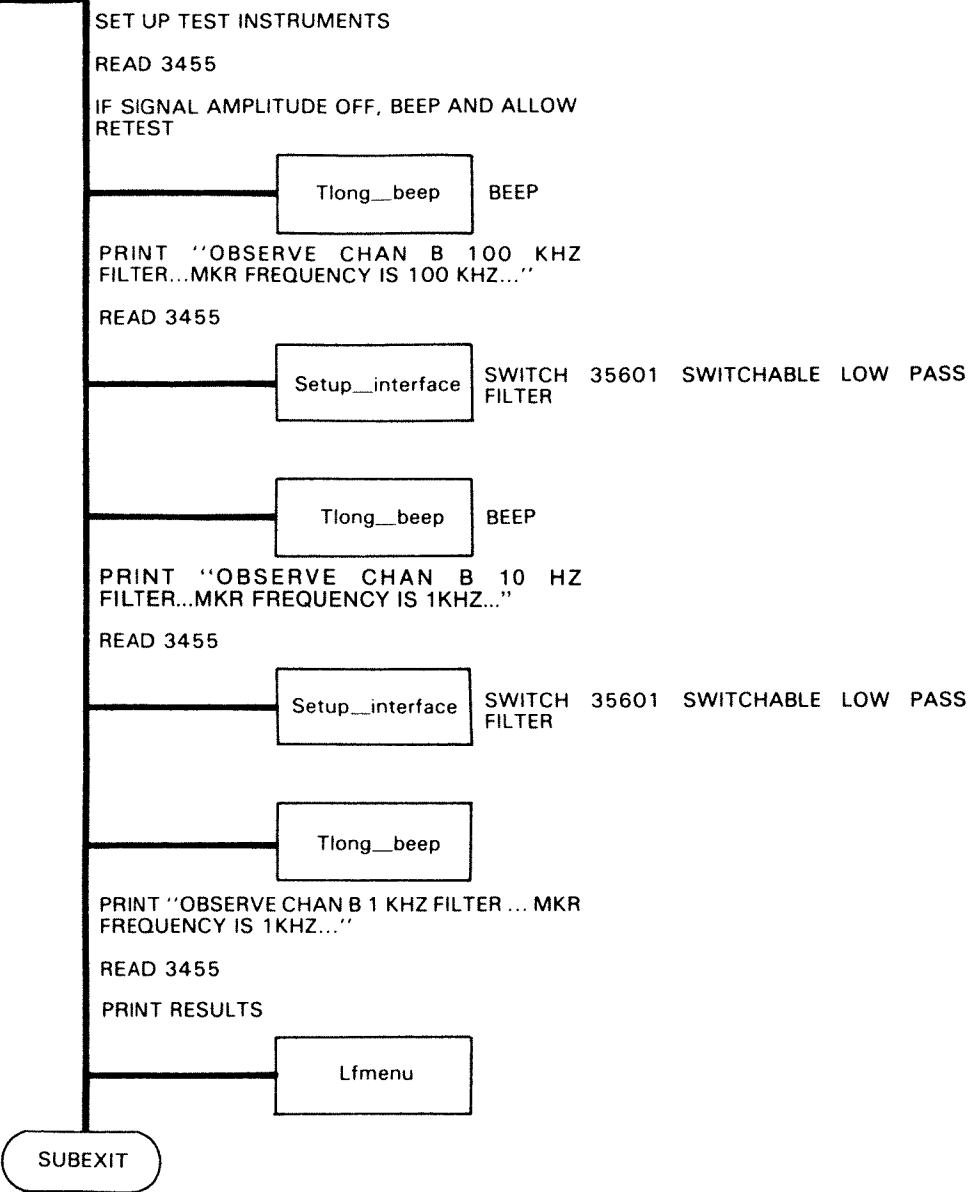 SET UP TEST INSTRUMENTS
READ 3455
IF SIGNAL AMPLITUDE OFF, BEEP AND ALLOW
RETEST
Tlong__beep
BEEP
PRINT ''OBSERVE CHAN B 100 KHZ
FILTER...MKR FREQUENCY IS 100 KHZ...''
READ 3455
Setup__interface
SWITCH 35601 SWITCHABLE LOW PASS
FILTER
Tlong__beep
BEEP
PRINT ''OBSERVE CHAN B 10 HZ
FILTER...MKR FREQUENCY IS 1KHZ...''
READ 3455
Setup__interface
SWITCH 35601 SWITCHABLE LOW PASS
FILTER
Tlong__beep
PRINT ''OBSERVE CHAN B 1 KHZ FILTER ... MKR
FREQUENCY IS 1KHZ...''
READ 3455
PRINT RESULTS
Lfmenu
SUBEXIT